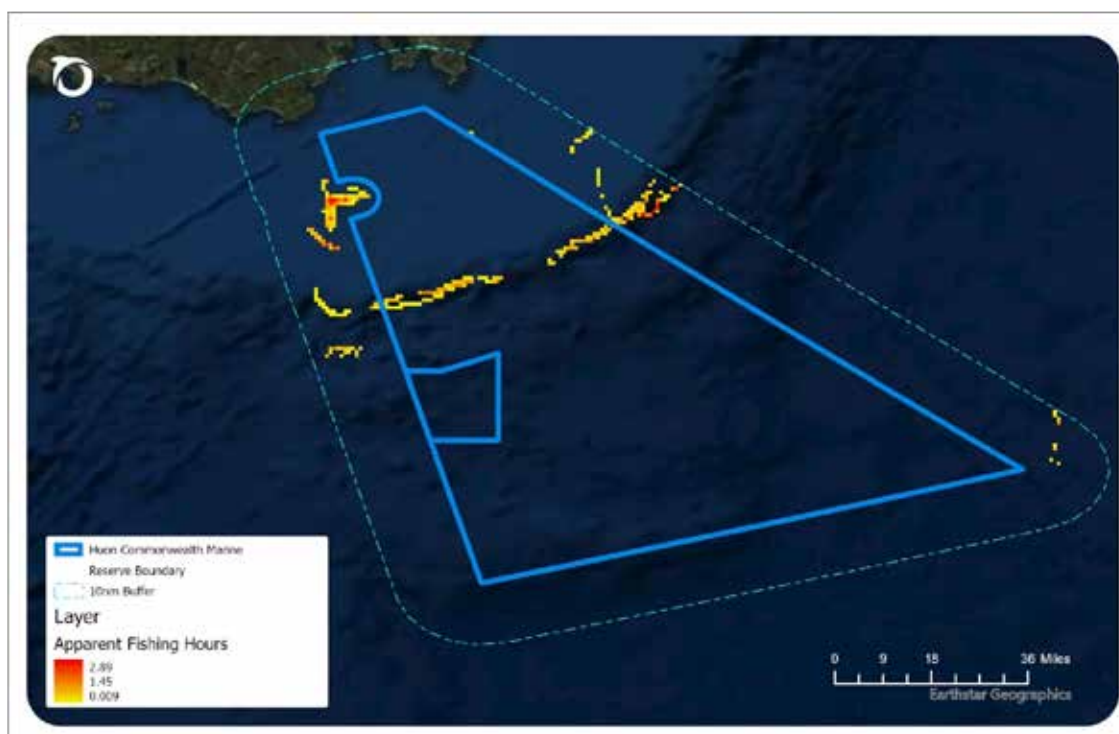 Huon Commonwealth Marine
Reserve Boundary
10nm Buffer
Layer
Apparent Fishing Hours
2.89
1.45
0.009
0 9 18 36 Miles
Earthstar Geographics